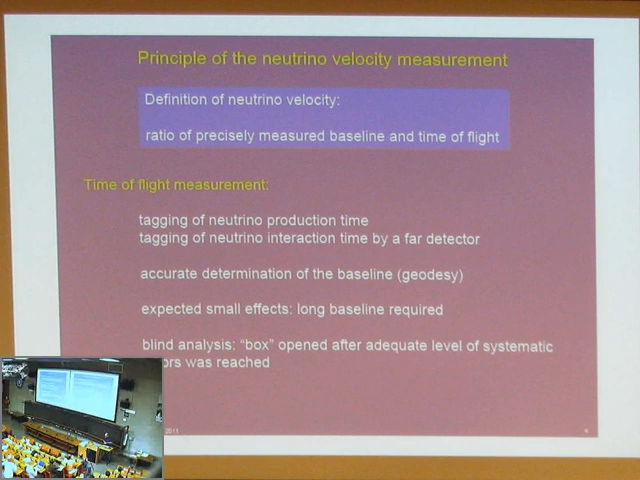 Principle of the neutrino velocity measurement
Definition of neutrino velocity:
ratio of precisely measured baseline and time of flight
Time of flight measurement:
tagging of neutrino production time
tagging of neutrino interaction time by a far detector
accurate determination of the baseline (geodesy)
expected small effects: long baseline required
blind analysis: “box” opened after adequate level of systematic
ors was reached
2011